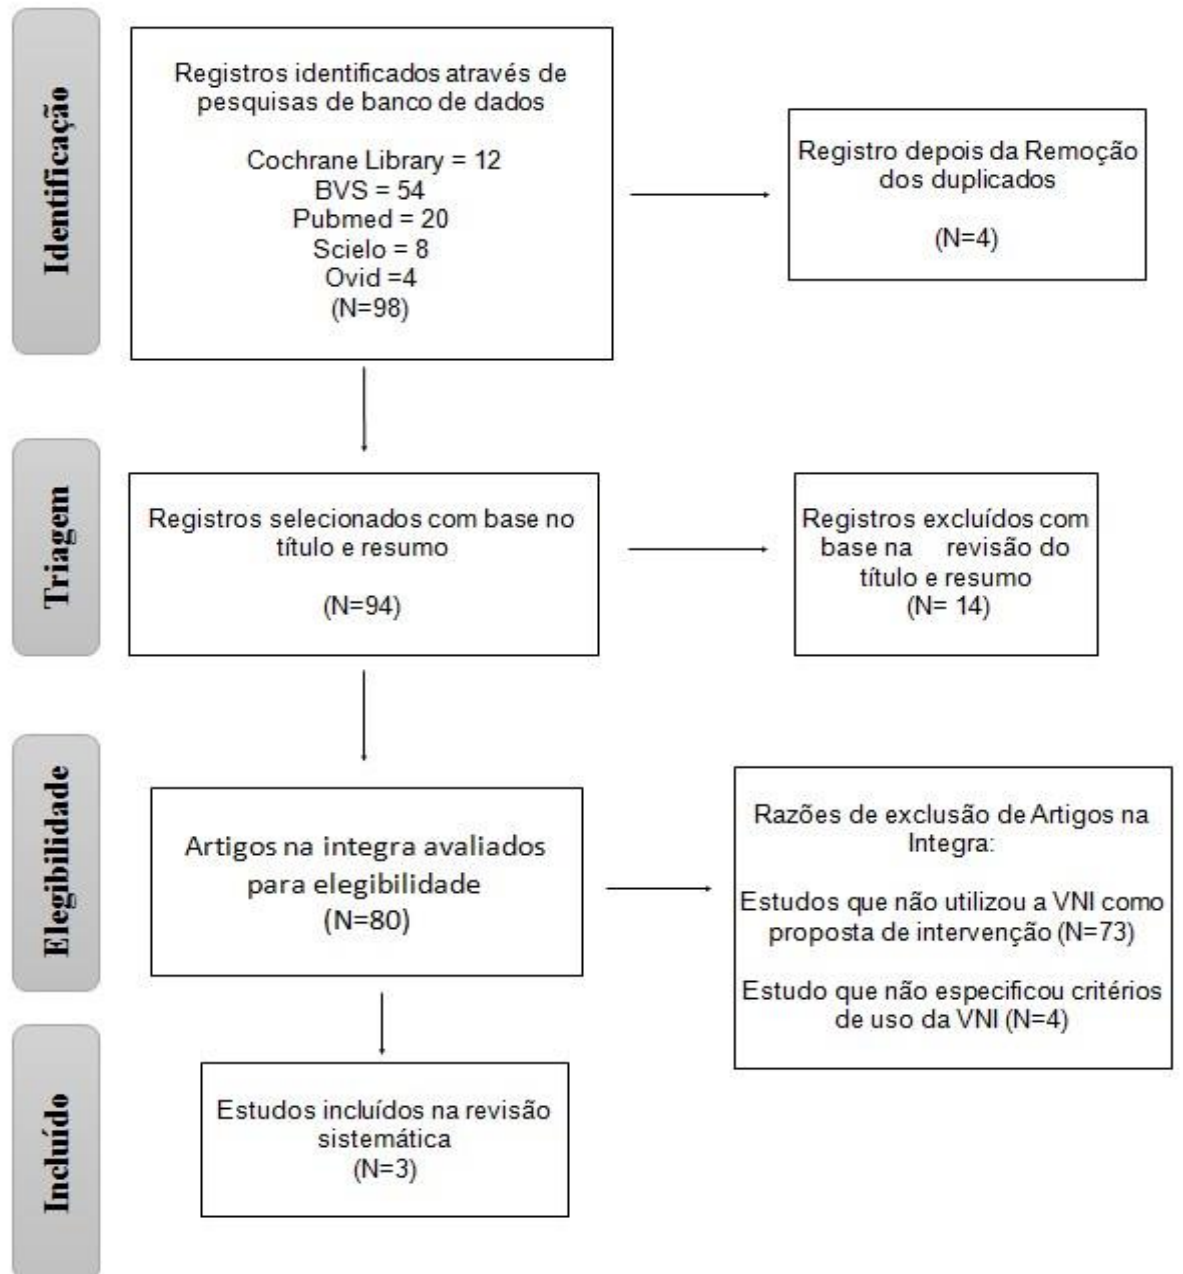 Identificação
Registros identificados através de
pesquisas de banco de dados
Cochrane Library = 12
BVS = 54
Pubmed = 20
Scielo = 8
Ovid =4
(N=98)
Registro depois da Remoção
dos duplicados
(N=4)
Triagem
Registros selecionados com base no
título e resumo
(N=94)
Registros excluídos com
base na revisão do
título e resumo
(N= 14)
Elegibilidade
Artigos na integra avaliados
para elegibilidade
(N=80)
Razões de exclusão de Artigos na
Integra:
Estudos que não utilizou a VNI como
proposta de intervenção (N=73)
Estudo que não especificou critérios
de uso da VNI (N=4)
Incluído
Estudos incluídos na revisão
sistemática
(N=3)